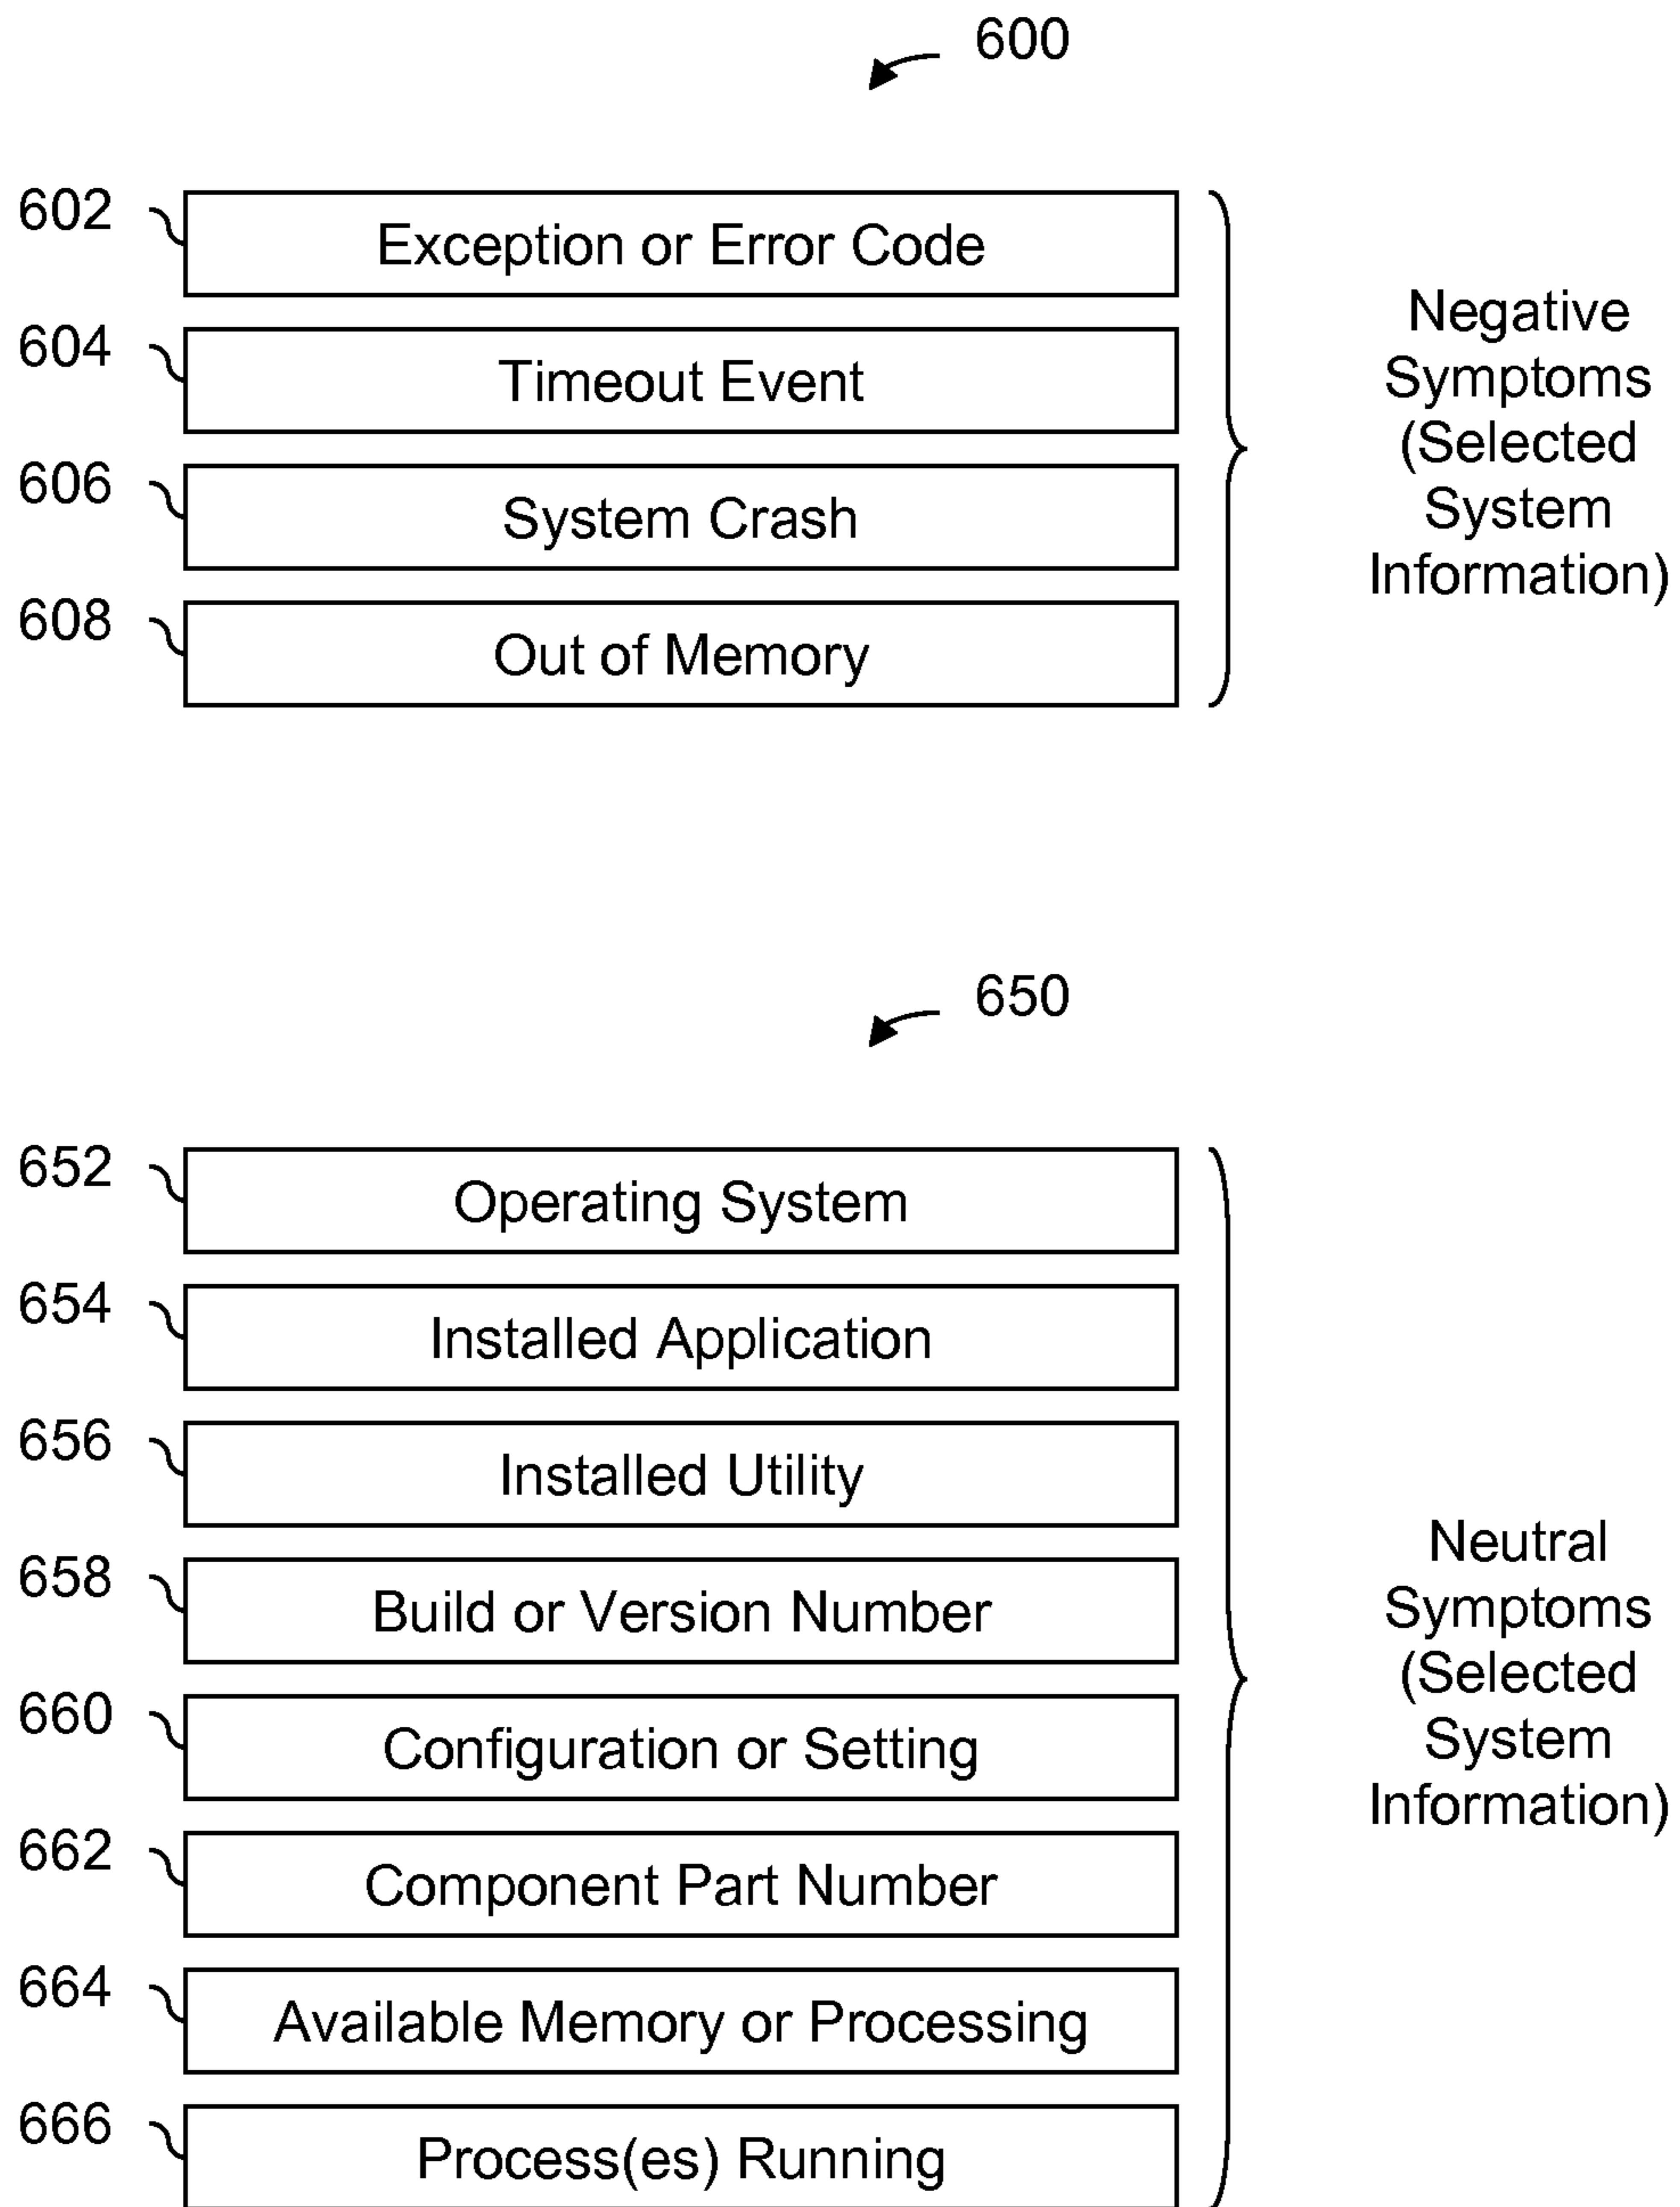 600
602
Exception or Error Code
604
Timeout Event
606
System Crash
608
Out of Memory
Negative
Symptoms
(Selected
System
Information)
650
652
Operating System
654
Installed Application
656
Installed Utility
658
Build or Version Number
660
Configuration or Setting
662
Component Part Number
664
Available Memory or Processing
666
Process(es) Running
Neutral
Symptoms
(Selected
System
Information)